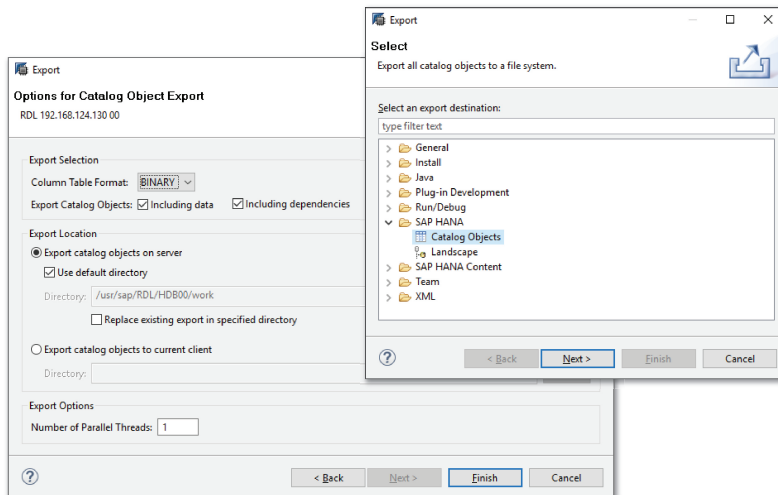 Export
Options for Catalog Object Export
RDL 192.168.124.130 00
Export Selection
Column Table Format: BINARY
Export Catalog Objects: Including data Including dependencies
Export Location
Export catalog objects on server
Use default directory
Directory: /usr/sap/RDL/HDB00/work
Replace existing export in specified directory
Export catalog objects to current client
Directory:
Export Options
Number of Parallel Threads: 1
< Back Next > Finish Cancel
Export
Select
Export all catalog objects to a file system.
Select an export destination:
type filter text
General
Install
Java
Plug-in Development
Run/Debug
SAP HANA
Catalog Objects
Landscape
SAP HANA Content
Team
XML
< Back Next > Finish Cancel